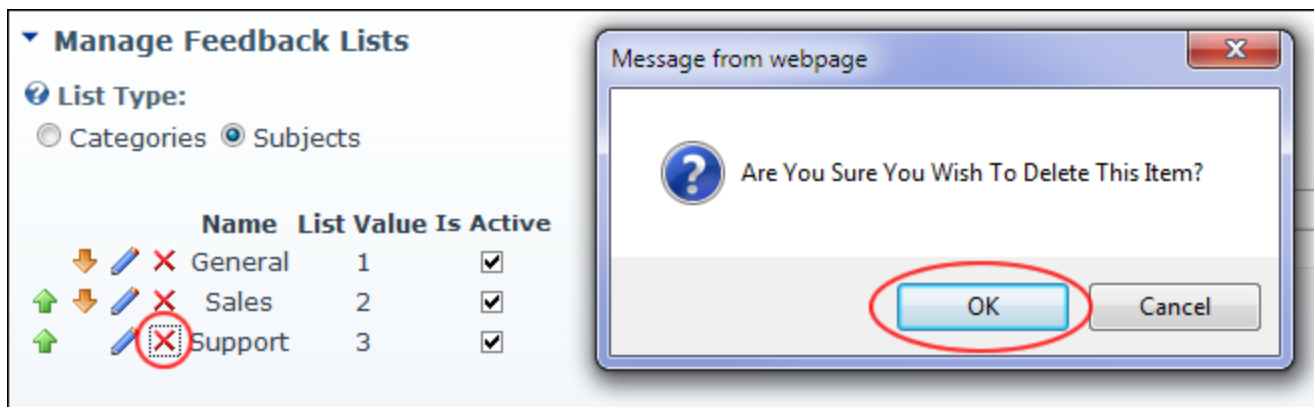 Manage Feedback Lists
List Type:
Categories Subjects
Name List Value Is Active
General 1
Sales 2
Support 3
Message from webpage
Are You Sure You Wish To Delete This Item?
OK Cancel